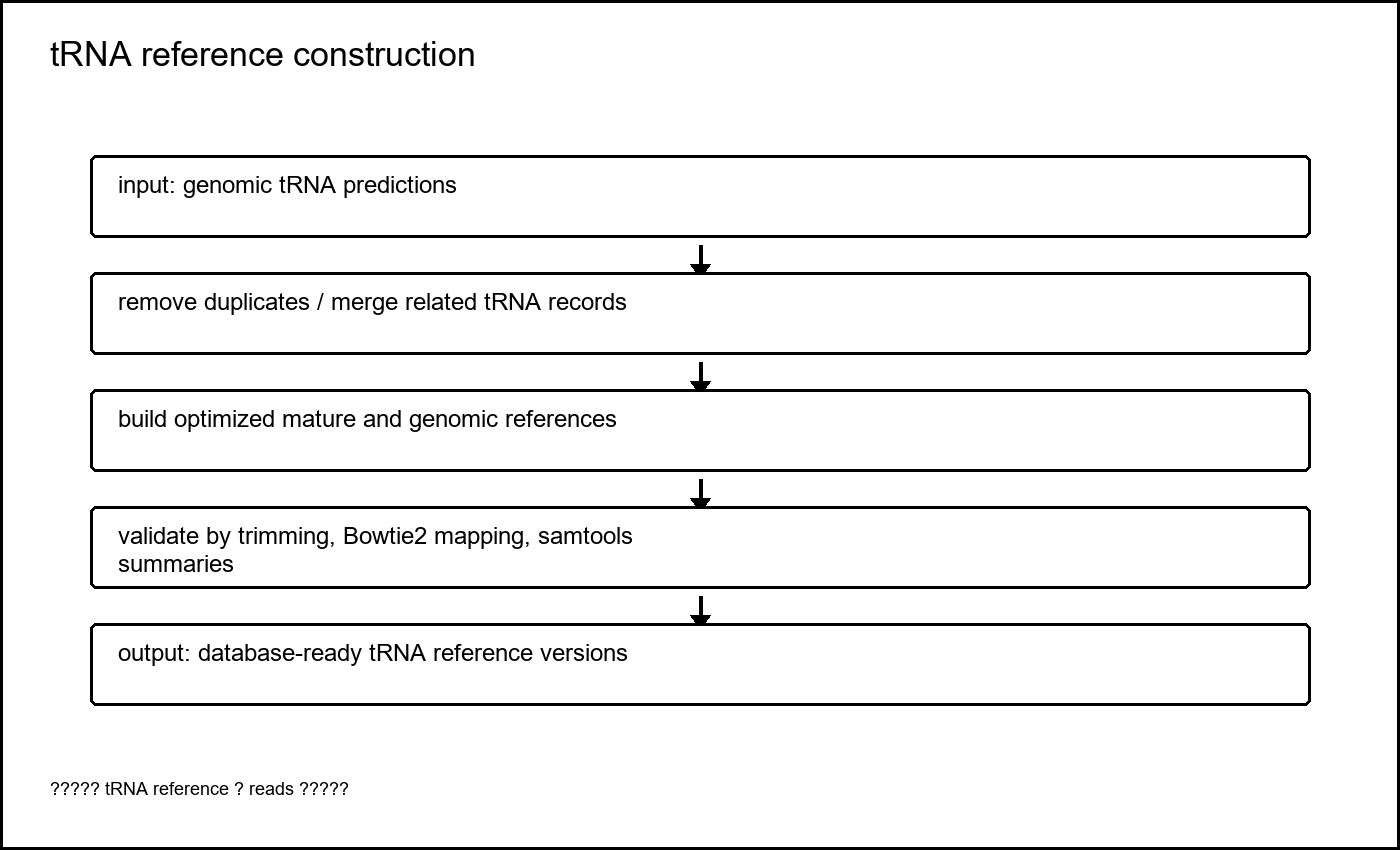 tRNA reference construction
input: genomic tRNA predictions
remove duplicates / merge related tRNA records
build optimized mature and genomic references
validate by trimming, Bowtie2 mapping, samtools
summaries
output: database-ready tRNA reference versions
????? tRNA reference ? reads ?????